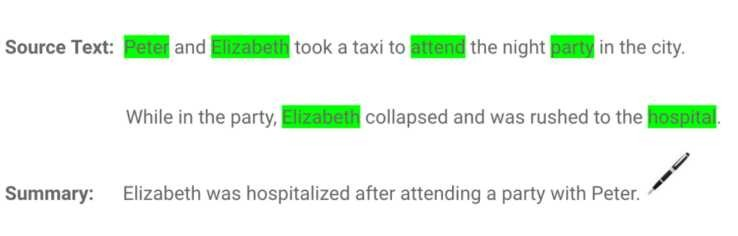 Source Text: Peter and Elizabeth took a taxi to attend the night party in the city.
While in the party, Elizabeth collapsed and was rushed to the hospital.
Summary: Elizabeth was hospitalized after attending a party with Peter.